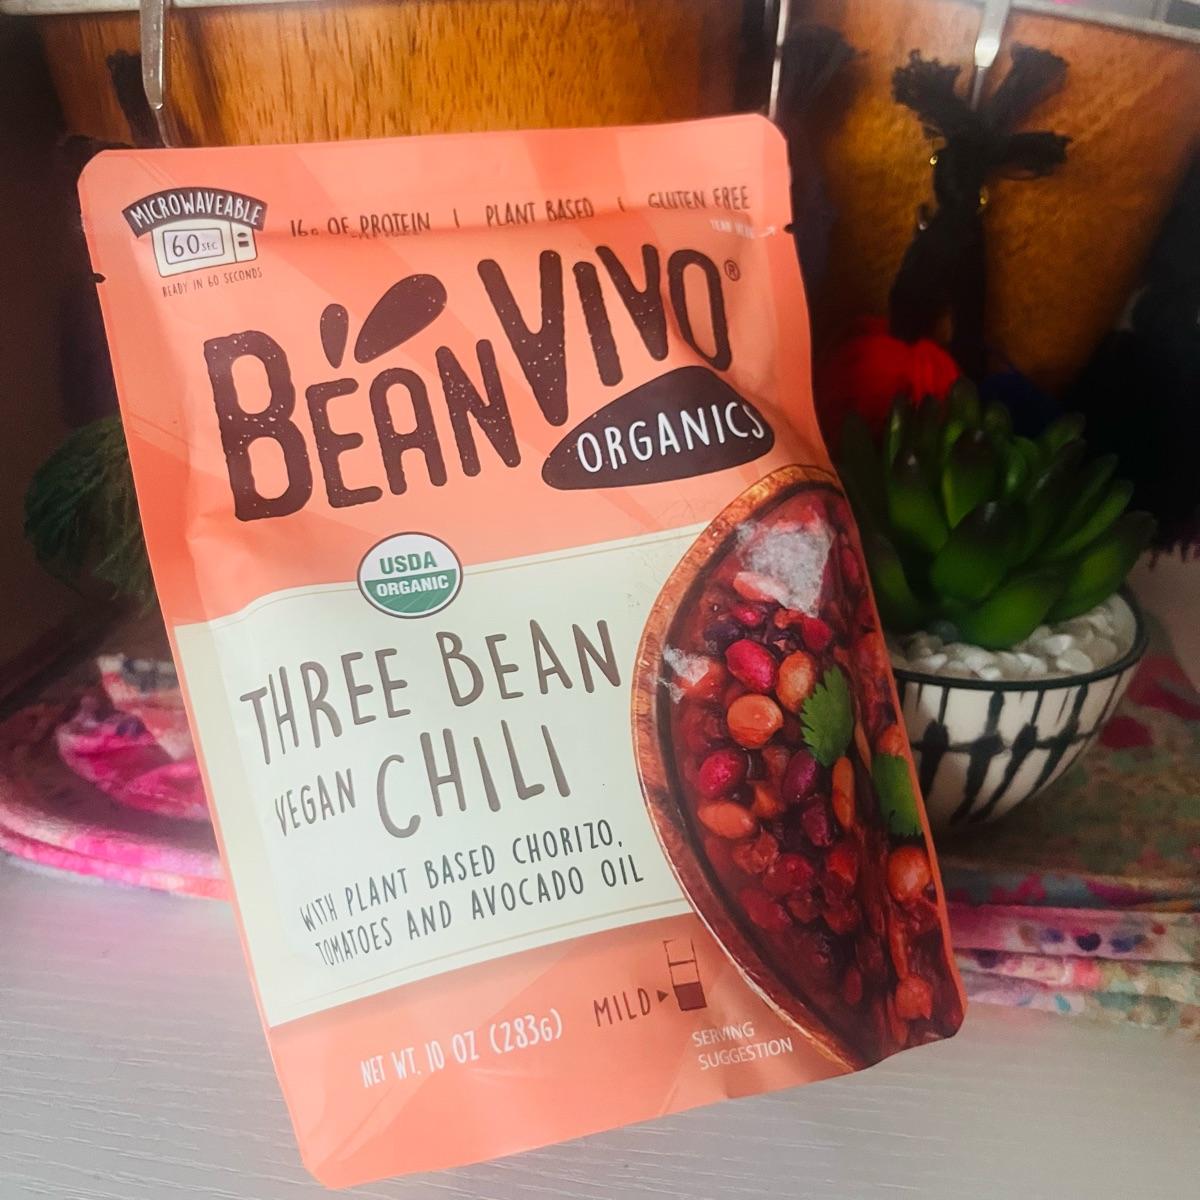 MICROWAVEABLE
60 SEC
READY IN 60 SECONDS
16G OF PROTEIN | PLANT BASED | GLUTEN FREE
TEAR HERE
BEANVIVO®
ORGANICS
USDA
ORGANIC
THREE BEAN
VEGAN CHILI
WITH PLANT BASED CHORIZO,
TOMATOES AND AVOCADO OIL
MILD
NET WT. 10 OZ (283G)
SERVING
SUGGESTION